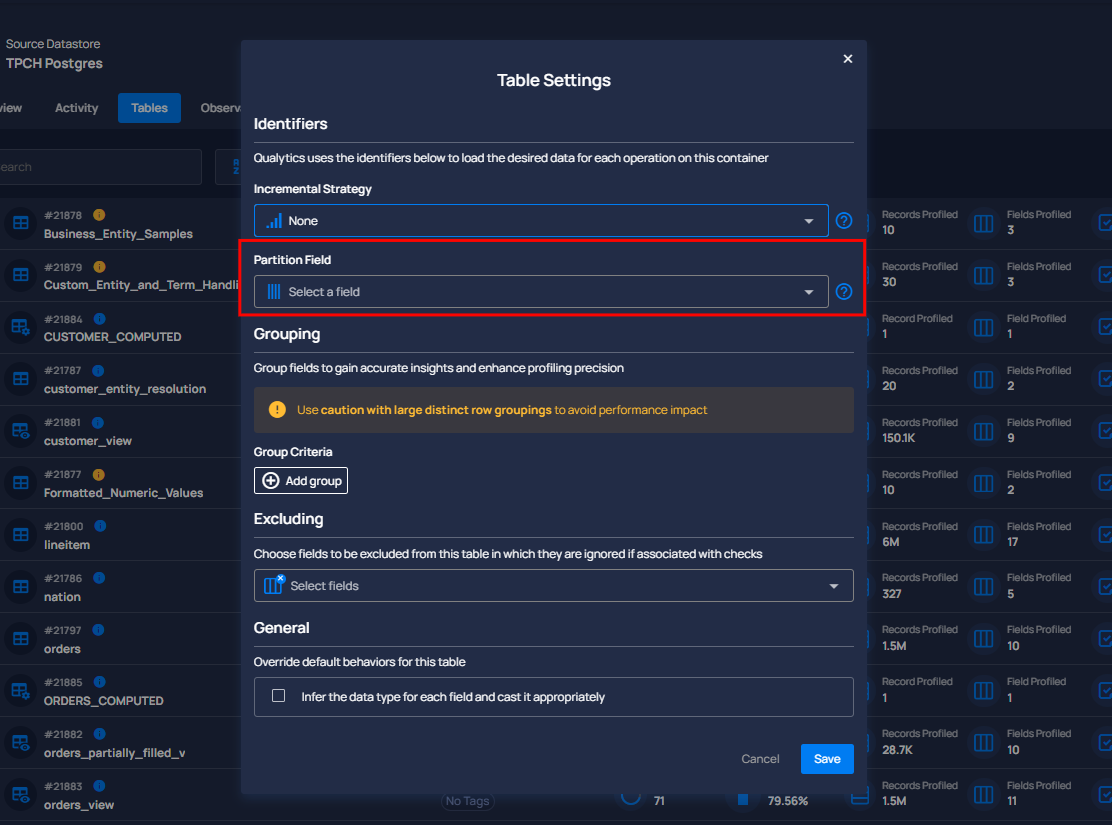 Source Datastore
TPCH Postgres
view
Activity
Tables
Observa
earch
Table Settings
Identifiers
Qualytics uses the identifiers below to load the desired data for each operation on this container
Incremental Strategy
None
Partition Field
Select a field
Grouping
Group fields to gain accurate insights and enhance profiling precision
Use caution with large distinct row groupings to avoid performance impact
Group Criteria
Add group
Excluding
Choose fields to be excluded from this table in which they are ignored if associated with checks
Select fields
General
Override default behaviors for this table
Infer the data type for each field and cast it appropriately
Cancel
Save
#21878
Business_Entity_Samples
Records Profiled
10
Fields Profiled
3
#21879
Custom_Entity_and_Term_Handli
Records Profiled
30
Fields Profiled
3
#21884
CUSTOMER_COMPUTED
Record Profiled
1
Field Profiled
1
#21787
customer_entity_resolution
Records Profiled
20
Fields Profiled
2
#21881
customer_view
Records Profiled
150.1K
Fields Profiled
9
#21877
Formatted_Numeric_Values
Records Profiled
10
Fields Profiled
2
#21800
lineitem
Records Profiled
6M
Fields Profiled
17
#21786
nation
Records Profiled
327
Fields Profiled
5
#21797
orders
Records Profiled
1.5M
Fields Profiled
10
#21885
ORDERS_COMPUTED
Record Profiled
1
Field Profiled
1
#21882
orders_partially_filled_v
Records Profiled
28.7K
Fields Profiled
10
#21883
orders_view
No Tags
71
79.56%
Records Profiled
1.5M
Fields Profiled
11